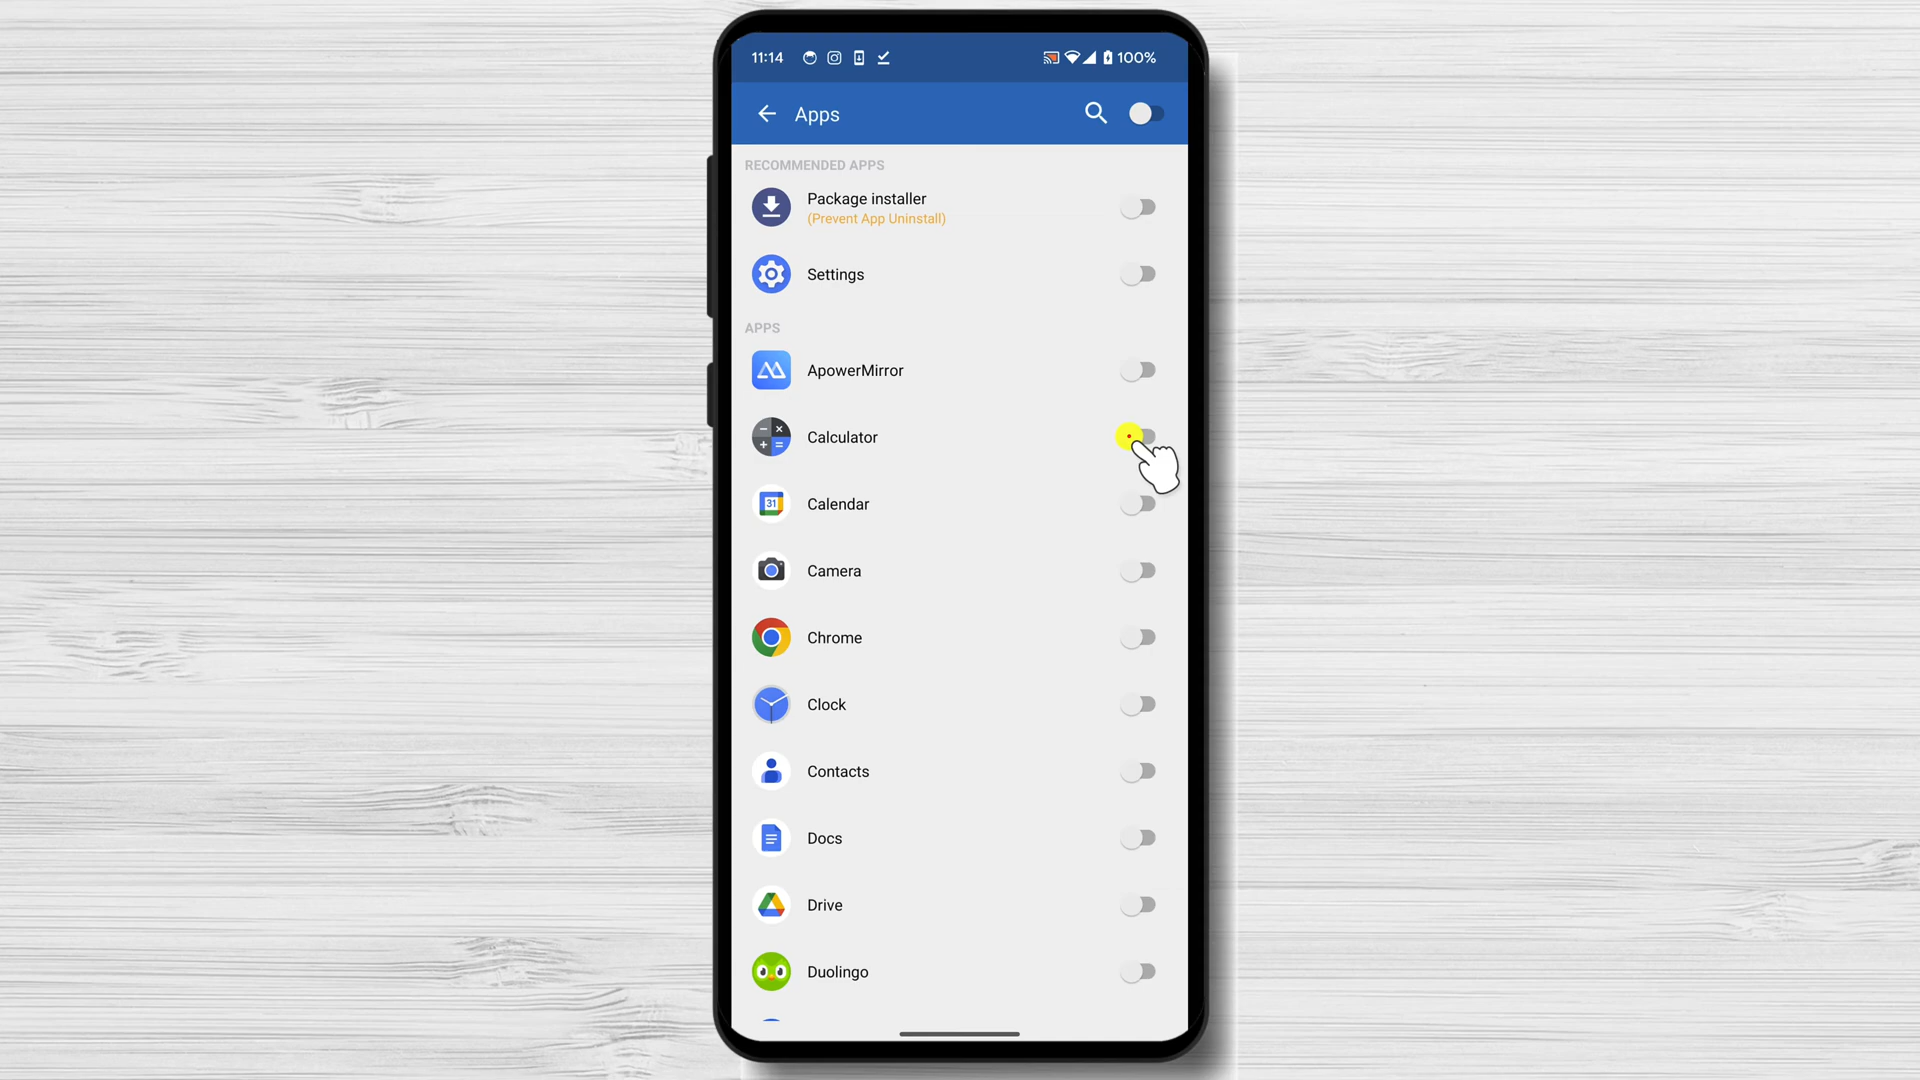 11:14
100%
Apps
RECOMMENDED APPS
Package installer
(Prevent App Uninstall)
Settings
APPS
ApowerMirror
Calculator
31
Calendar
Camera
Chrome
Clock
Contacts
Docs
Drive
Duolingo